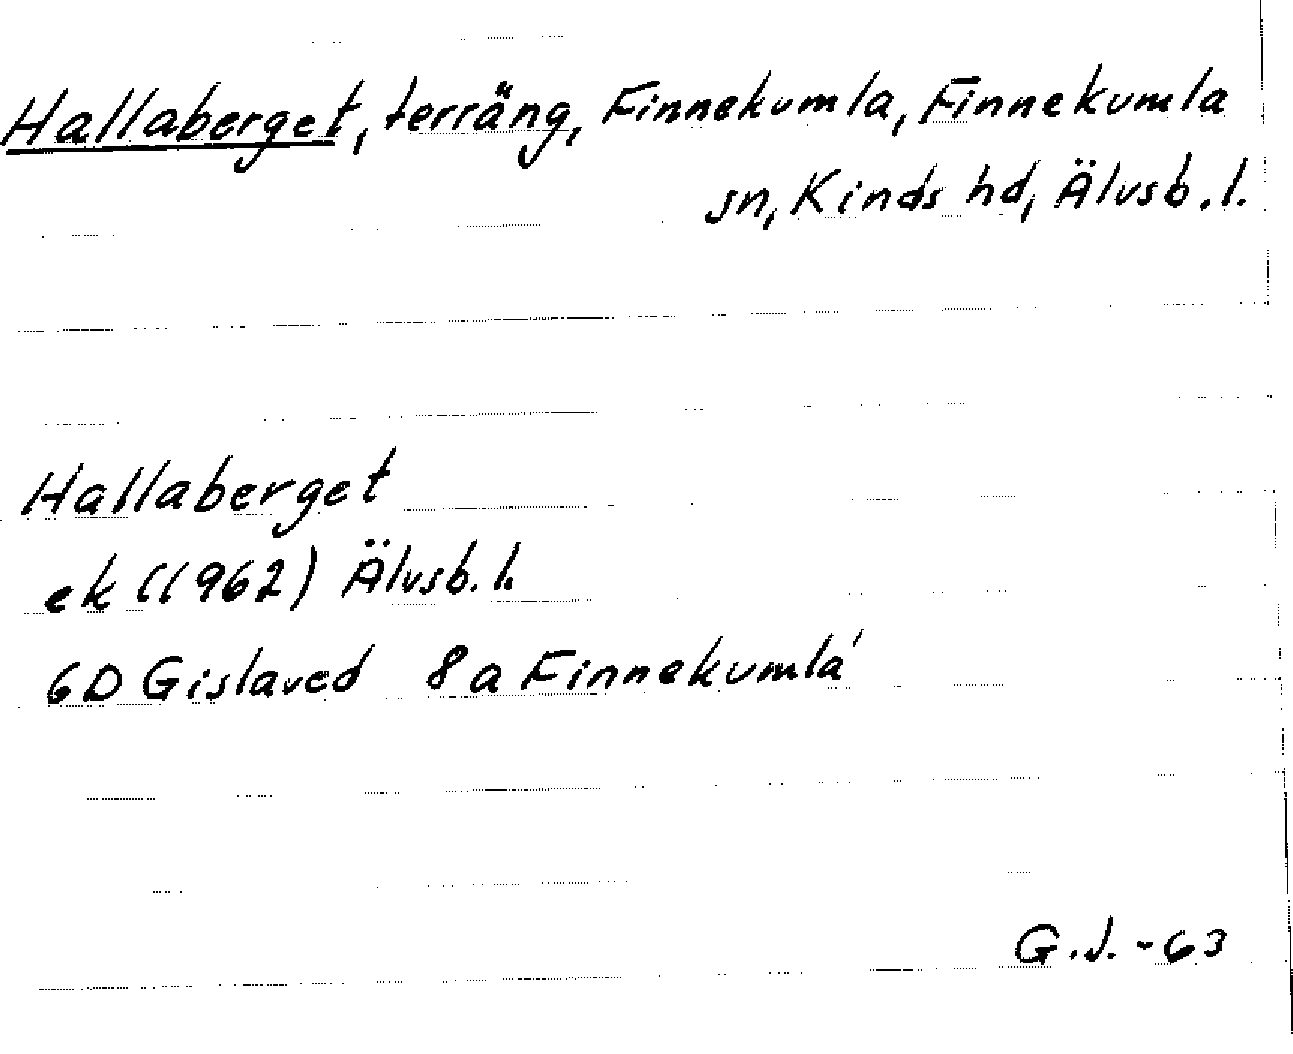 Hallaberget, terräng, Finnekumla, Finnekumla
sn, Kinds hd, Älvsb. l.
Hallaberget
ek (1962) Älvsb. l.
6D Gislaved 8a Finnekumla
G.J. -63